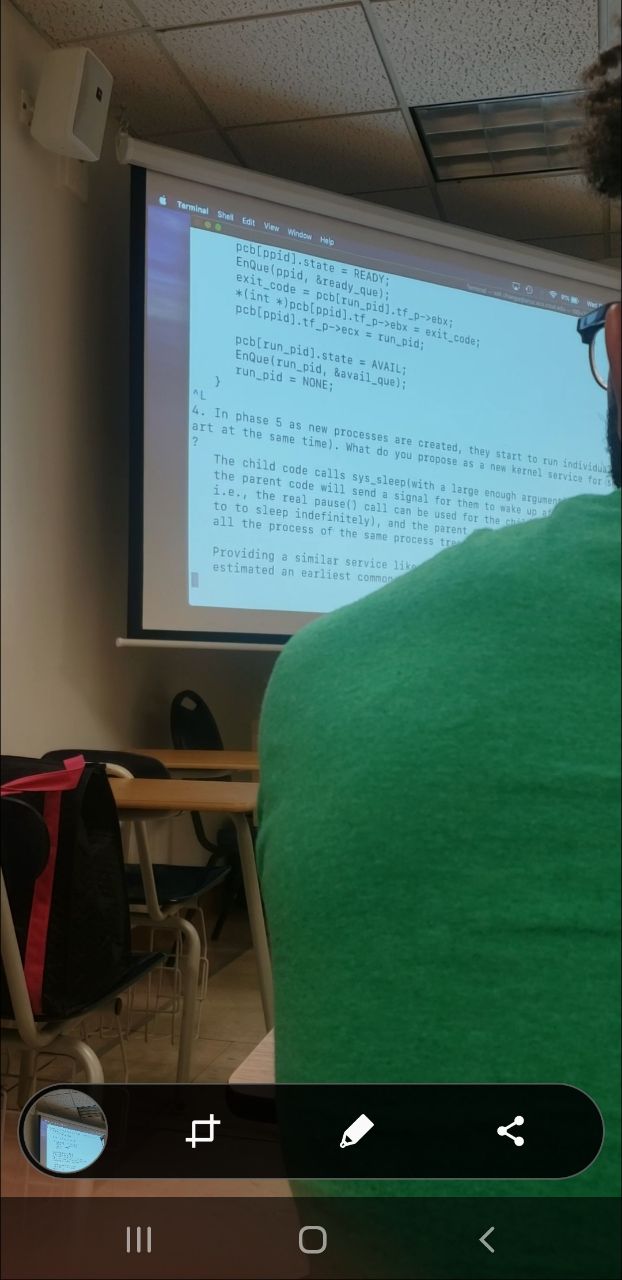 Terminal Shell Edit View Window Help
pcb[ppid].state = READY;
EnQue(ppid, &ready_que);
exit_code = pcb[run_pid].tf_p->ebx;
*(int *)pcb[ppid].tf_p->ebx = exit_code;
pcb[ppid].tf_p->ecx = run_pid;
pcb[run_pid].state = AVAIL;
EnQue(run_pid, &avail_que);
run_pid = NONE;
}
^L
4. In phase 5 as new processes are created, they start to run individual
art at the same time). What do you propose as a new kernel service for
?
The child code calls sys_sleep(with a large enough argument
the parent code will send a signal for them to wake up
i.e., the real pause() call can be used for the
to to sleep indefinitely), and the parent
all the process of the same process
Providing a similar service
estimated an earliest